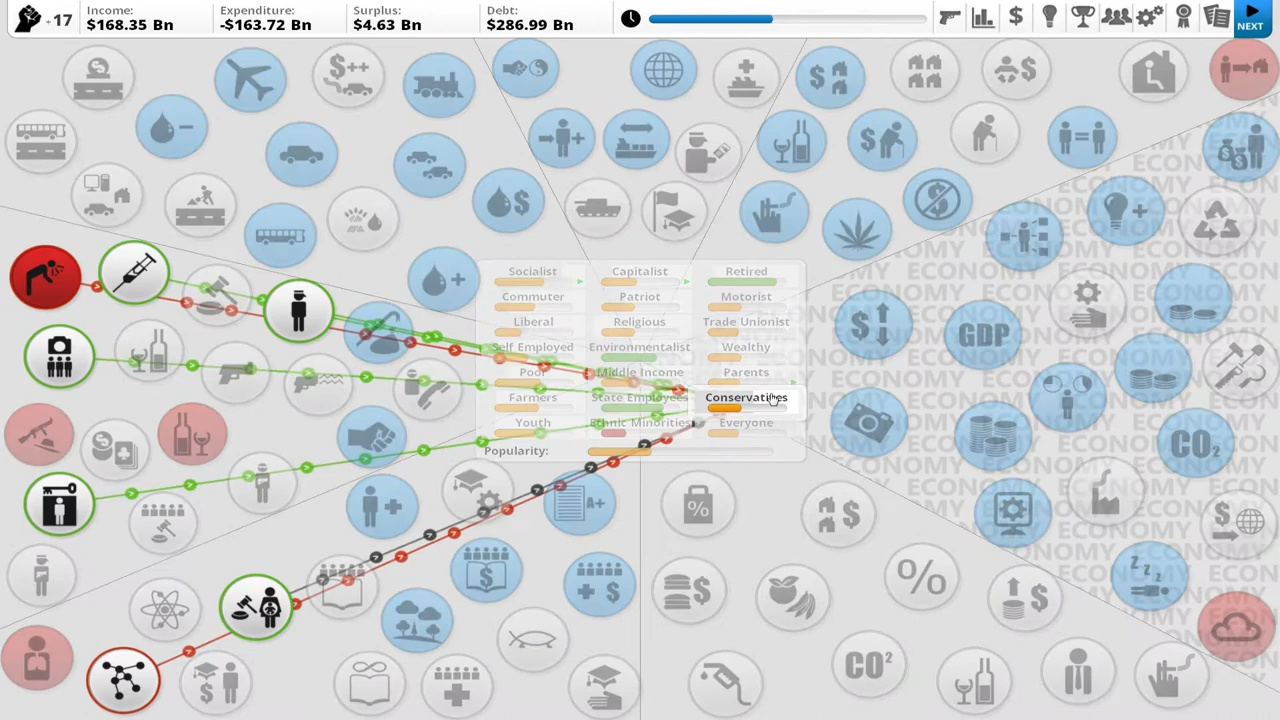 +17
Income:
$168.35 Bn
Expenditure:
-$163.72 Bn
Surplus:
$4.63 Bn
Debt:
$286.99 Bn
NEXT
Socialist Capitalist Retired
Commuter Patriot Motorist
Liberal Religious Trade Unionist
Self Employed Environmentalist Wealthy
Poor Middle Income Parents
Farmers State Employees Conservatives
Youth Ethnic Minorities Everyone
Popularity:
$++
GDP
CO²
A+
%
CO²
ECONOMY ECONOMY ECONOMY